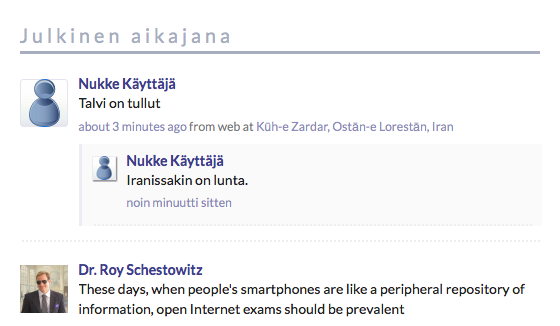 Julkinen aikajana
Nukke Käyttäjä
Talvi on tullut
about 3 minutes ago from web at Kūh-e Zardar, Ostān-e Lorestān, Iran
Nukke Käyttäjä
Iranissakin on lunta.
noin minuutti sitten
Dr. Roy Schestowitz
These days, when people's smartphones are like a peripheral repository of
information, open Internet exams should be prevalent